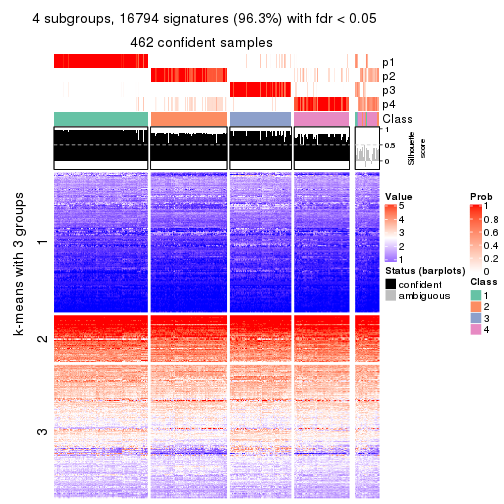 4 subgroups, 16794 signatures (96.3%) with fdr < 0.05
462 confident samples
p1
p2
p3
p4
Class
1
0.5
0
Silhouette
score
k-means with 3 groups
1
2
3
Value
5
4
3
2
1
Status (barplots)
confident
ambiguous
Prob
1
0.8
0.6
0.4
0.2
0
Class
1
2
3
4